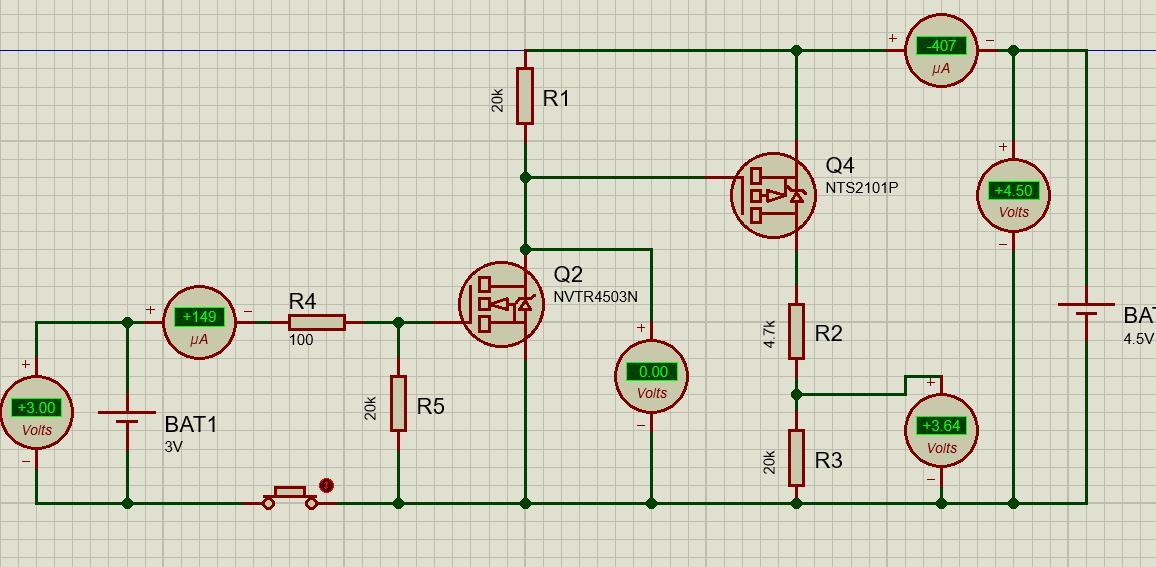 -407
µA
R1
20k
Q4
NTS2101P
+4.50
Volts
Q2
NVTR4503N
+149
µA
R4
100
BAT
4.5V
4.7k
R2
0.00
Volts
+3.00
Volts
BAT1
3V
20k
R5
+3.64
Volts
20k
R3